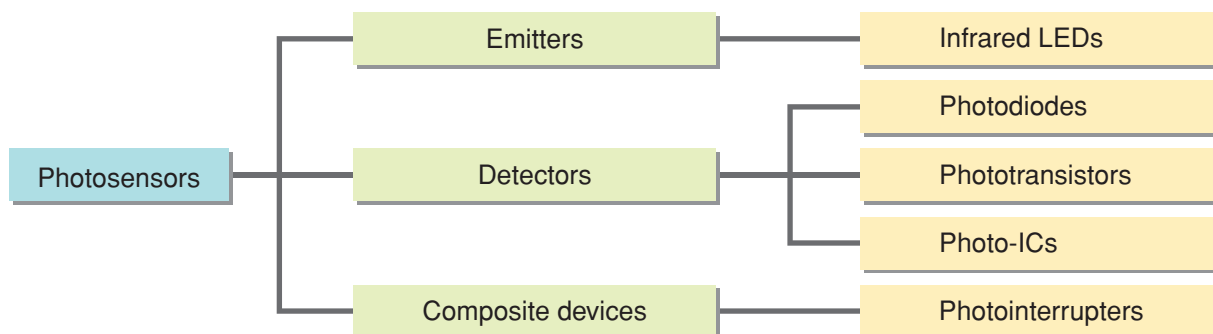 Photosensors
Emitters
Infrared LEDs
Detectors
Photodiodes
Phototransistors
Photo-ICs
Composite devices
Photointerrupters